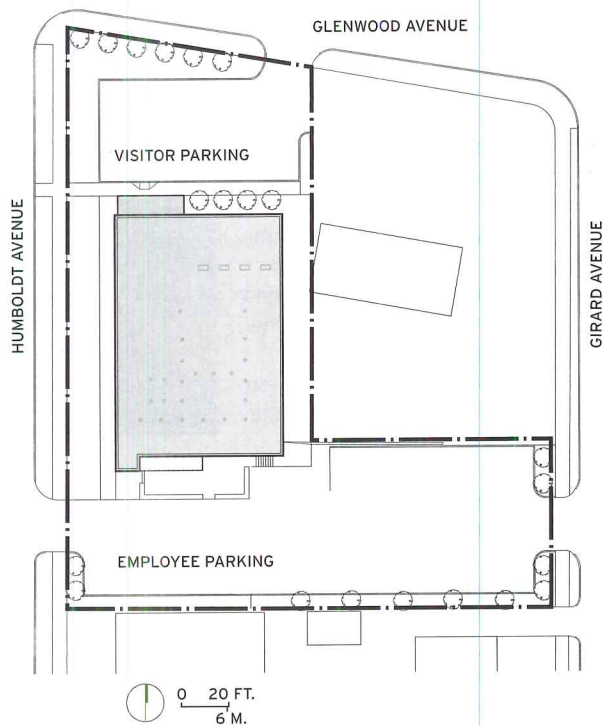 GLENWOOD AVENUE
VISITOR PARKING
HUMBOLDT AVENUE
GIRARD AVENUE
EMPLOYEE PARKING
0 20 FT.
6 M.